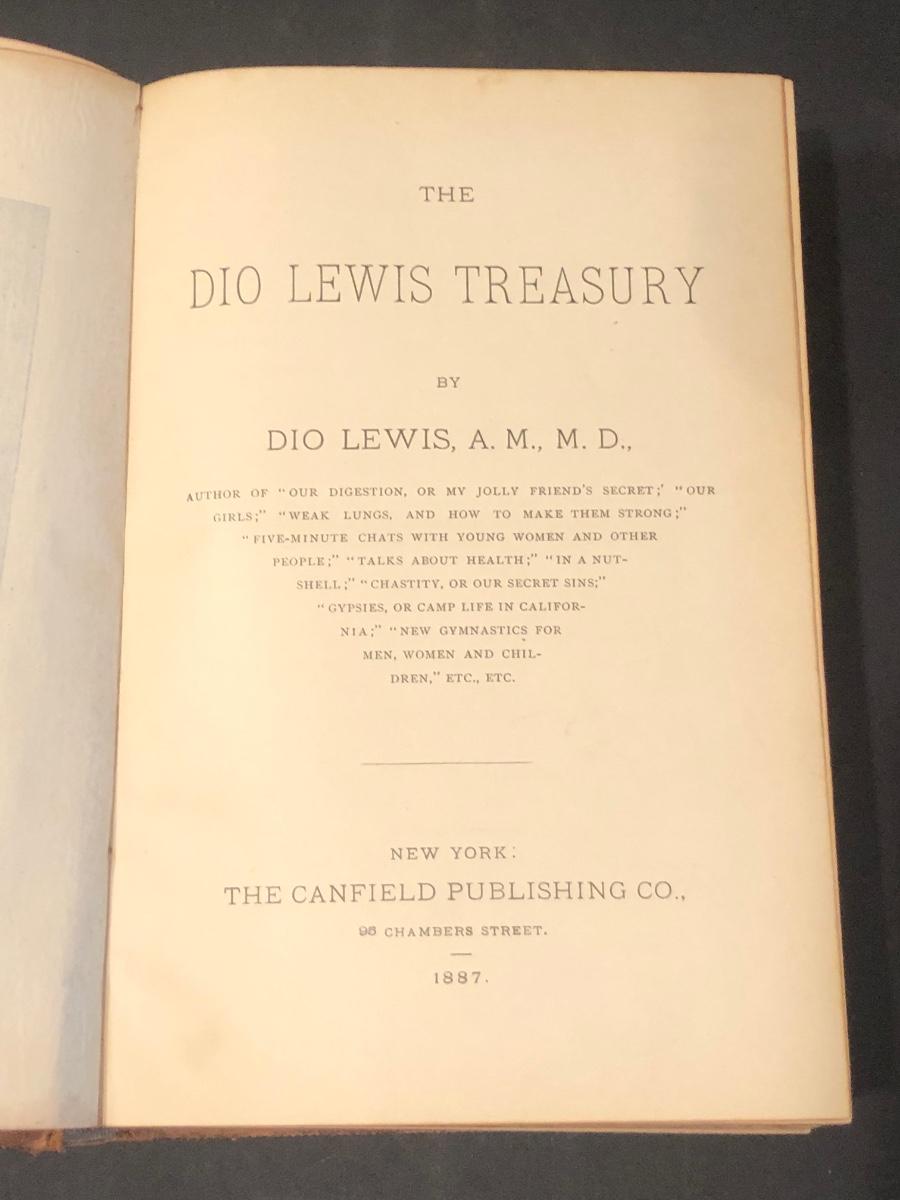 THE
DIO LEWIS TREASURY
BY
DIO LEWIS, A. M., M. D.,
AUTHOR OF "OUR DIGESTION, OR MY JOLLY FRIEND'S SECRET;' "OUR
GIRLS;" "WEAK LUNGS, AND HOW TO MAKE THEM STRONG;"
"FIVE-MINUTE CHATS WITH YOUNG WOMEN AND OTHER
PEOPLE;" "TALKS ABOUT HEALTH;" "IN A NUT-
SHELL;" "CHASTITY, OR OUR SECRET SINS;"
"GYPSIES, OR CAMP LIFE IN CALIFOR-
NIA;" "NEW GYMNASTICS FOR
MEN, WOMEN AND CHIL-
DREN," ETC., ETC.
NEW YORK:
THE CANFIELD PUBLISHING CO.,
CHAMBERS STREET.
1887.